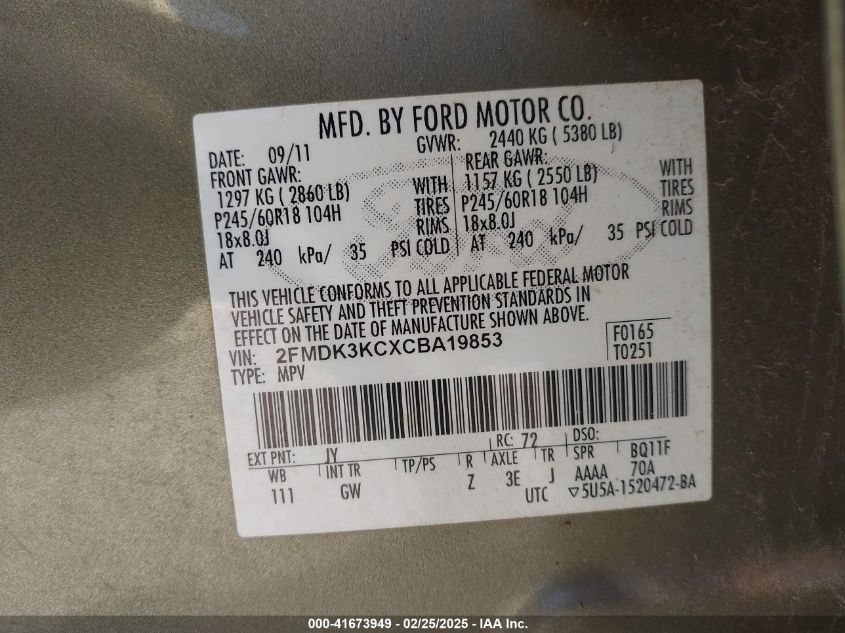 MFD. BY FORD MOTOR CO.
DATE: 09/11 GVWR: 2440 KG ( 5380 LB)
FRONT GAWR: REAR GAWR:
1297 KG ( 2860 LB) WITH 1157 KG ( 2550 LB) WITH
P245/60R18 104H TIRES P245/60R18 104H TIRES
18x8.0J RIMS 18x8.0J RIMS
AT 240 kPa/ 35 PSI COLD AT 240 kPa/ 35 PSI COLD
THIS VEHICLE CONFORMS TO ALL APPLICABLE FEDERAL MOTOR
VEHICLE SAFETY AND THEFT PREVENTION STANDARDS IN
EFFECT ON THE DATE OF MANUFACTURE SHOWN ABOVE.
VIN: 2FMDK3KCXCBA19853 F0165
TYPE: MPV T0251
EXT PNT: JY RC: 72 DSO:
WB INT TR TP/PS R AXLE TR SPR BQ11F
111 GW Z 3E J AAAA 70A
UTC ▽5U5A-1520472-BA
000-41673949 - 02/25/2025 - IAA Inc.